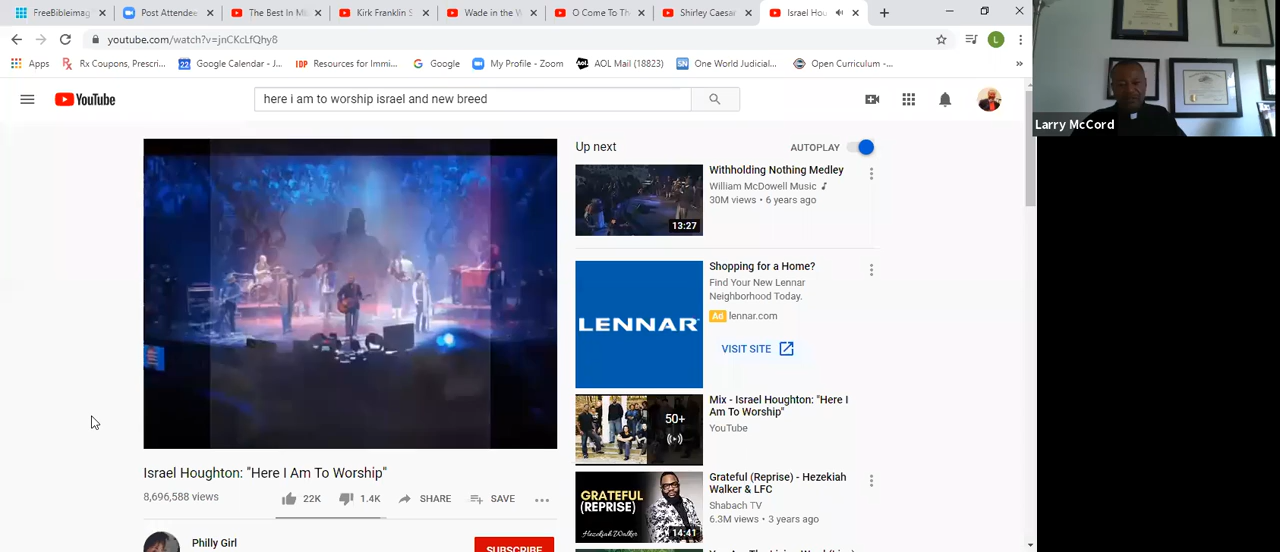 FreeBibleimag
Post Attendee
The Best In Mi
Kirk Franklin S
Wade in the W
O Come To Th
Shirley Caesar
Israel Hou
youtube.com/watch?v=jnCKcLfQhy8
L
Apps
Rx Coupons, Prescri...
Google Calendar - J...
Resources for Immi...
Google
My Profile - Zoom
AOL Mail (18823)
One World Judicial...
Open Curriculum -...
YouTube
here i am to worship israel and new breed
Larry McCord
Up next
AUTOPLAY
Withholding Nothing Medley
William McDowell Music
30M views • 6 years ago
13:27
Shopping for a Home?
Find Your New Lennar
Neighborhood Today.
Ad lennar.com
LENNAR
VISIT SITE
Mix - Israel Houghton: "Here I
Am To Worship"
YouTube
50+
Israel Houghton: "Here I Am To Worship"
8,696,588 views
22K
1.4K
SHARE
SAVE
Grateful (Reprise) - Hezekiah
Walker & LFC
Shabach TV
6.3M views • 3 years ago
GRATEFUL
(REPRISE)
Hezekiah Walker
14:41
Philly Girl
SUBSCRIBE